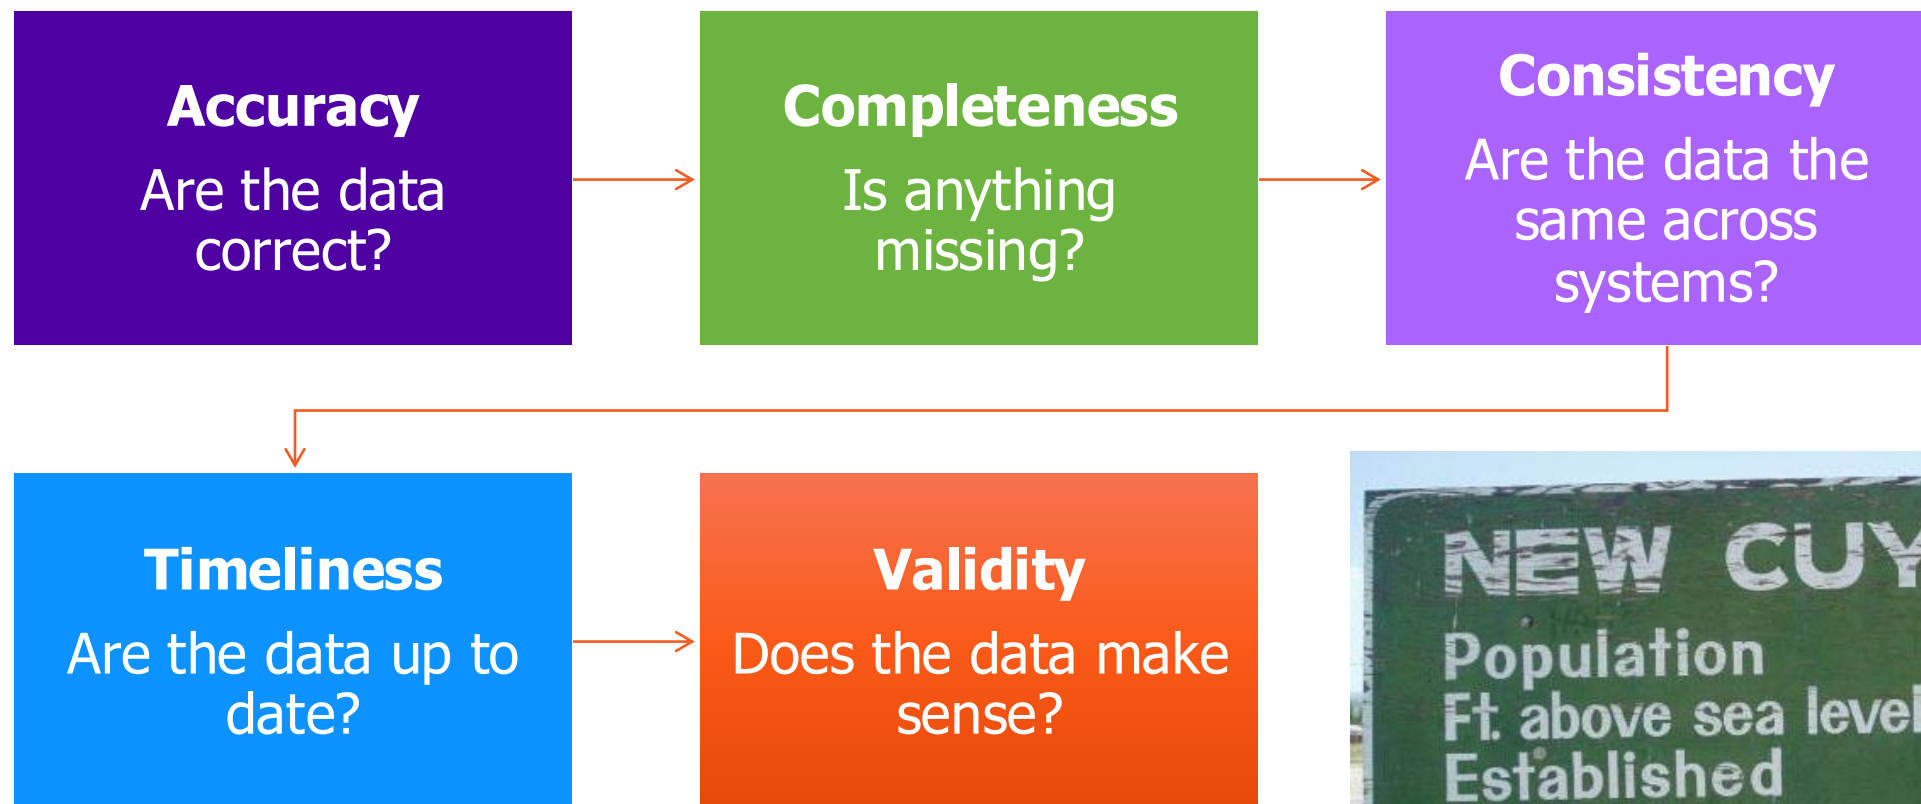 Accuracy
Are the data
correct?
Completeness
Is anything
missing?
Consistency
Are the data the
same across
systems?
Timeliness
Are the data up to
date?
Validity
Does the data make
sense?
NEW CUY
Population
Ft. above sea level
Established